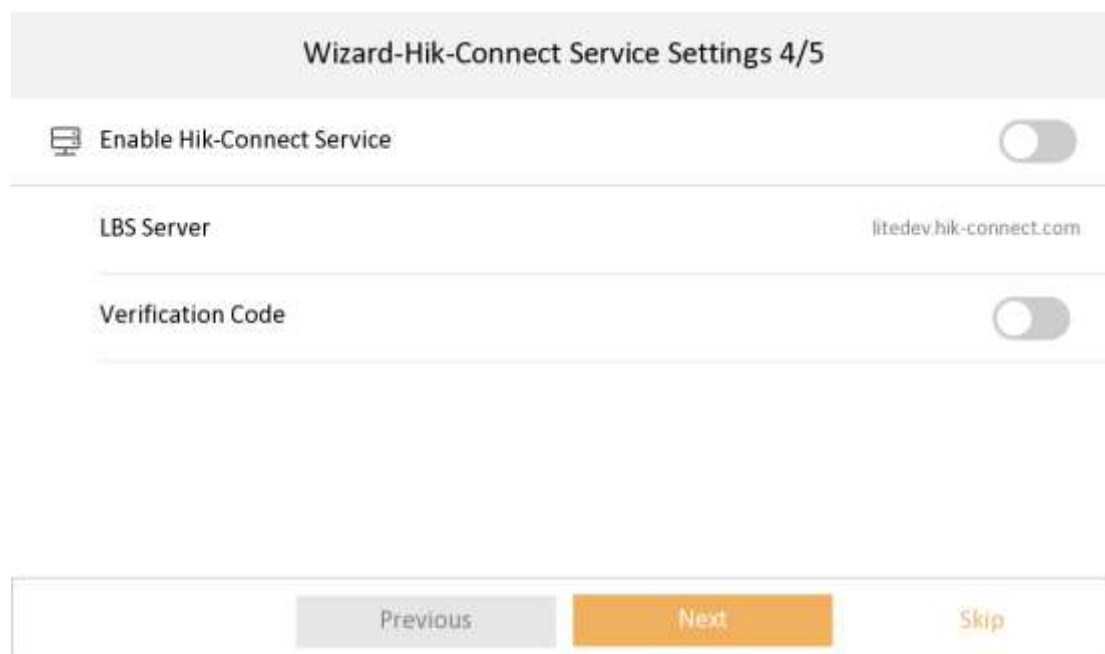 Wizard-Hik-Connect Service Settings 4/5
Enable Hik-Connect Service
LBS Server litedev.hik-connect.com
Verification Code
Previous Next Skip